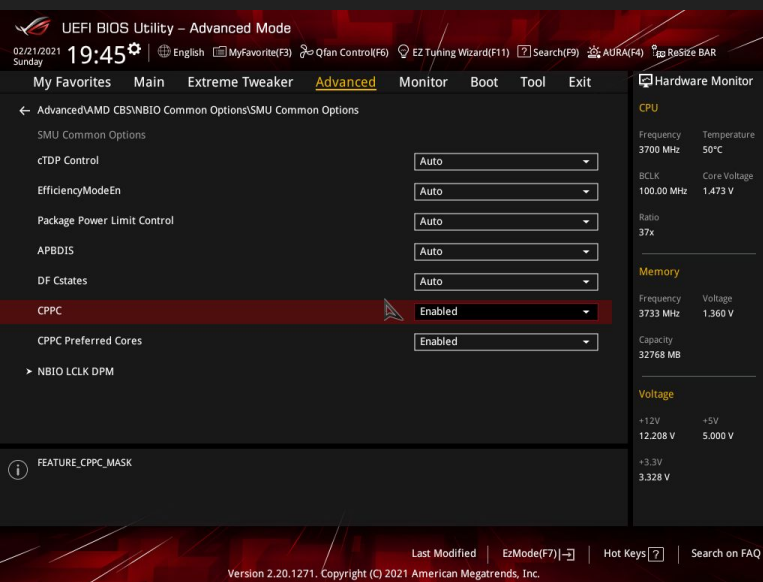 UEFI BIOS Utility – Advanced Mode
02/21/2021
Sunday
19:45
English
MyFavorite(F3)
Qfan Control(F6)
EZ Tuning Wizard(F11)
? Search(F9)
AURA(F4)
ReSize BAR
My Favorites Main Extreme Tweaker Advanced Monitor Boot Tool Exit
Hardware Monitor
← Advanced\AMD CBS\NBIO Common Options\SMU Common Options
SMU Common Options
cTDP Control Auto
EfficiencyModeEn Auto
Package Power Limit Control Auto
APBDIS Auto
DF Cstates Auto
CPPC Enabled
CPPC Preferred Cores Enabled
> NBIO LCLK DPM
CPU
Frequency Temperature
3700 MHz 50°C
BCLK Core Voltage
100.00 MHz 1.473 V
Ratio
37x
Memory
Frequency Voltage
3733 MHz 1.360 V
Capacity
32768 MB
Voltage
+12V +5V
12.208 V 5.000 V
+3.3V
3.328 V
i FEATURE_CPPC_MASK
Last Modified EzMode(F7) Hot Keys ? Search on FAQ
Version 2.20.1271. Copyright (C) 2021 American Megatrends, Inc.